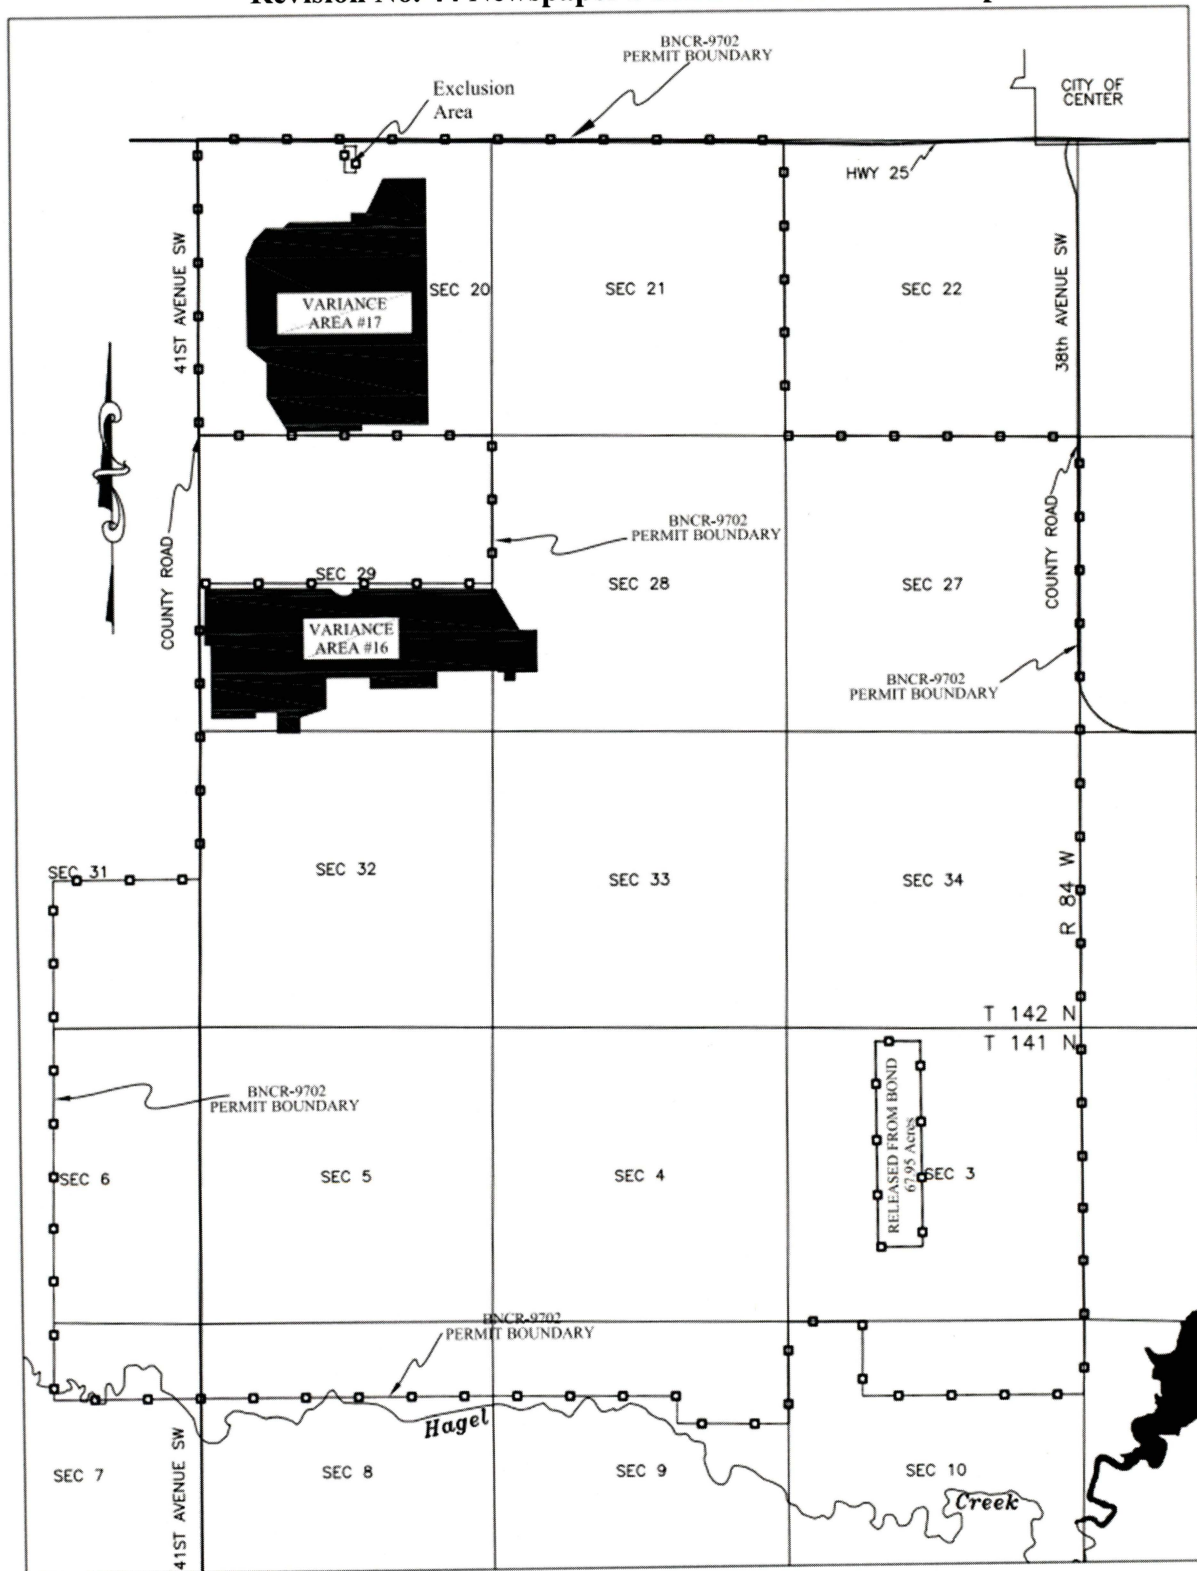 BNCR-9702
PERMIT BOUNDARY
CITY OF
CENTER
Exclusion
Area
HWY 25
41ST AVENUE SW
VARIANCE
AREA #17
SEC 20
SEC 21
SEC 22
38th AVENUE SW
COUNTY ROAD
BNCR-9702
PERMIT BOUNDARY
COUNTY ROAD
SEC 29
SEC 28
SEC 27
VARIANCE
AREA #16
BNCR-9702
PERMIT BOUNDARY
SEC 31
SEC 32
SEC 33
SEC 34
R 84 W
T 142 N
T 141 N
BNCR-9702
PERMIT BOUNDARY
RELEASED FROM BOND
67.95 Acres
SEC 6
SEC 5
SEC 4
SEC 3
BNCR-9702
PERMIT BOUNDARY
Hagel
41ST AVENUE SW
SEC 7
SEC 8
SEC 9
SEC 10
Creek